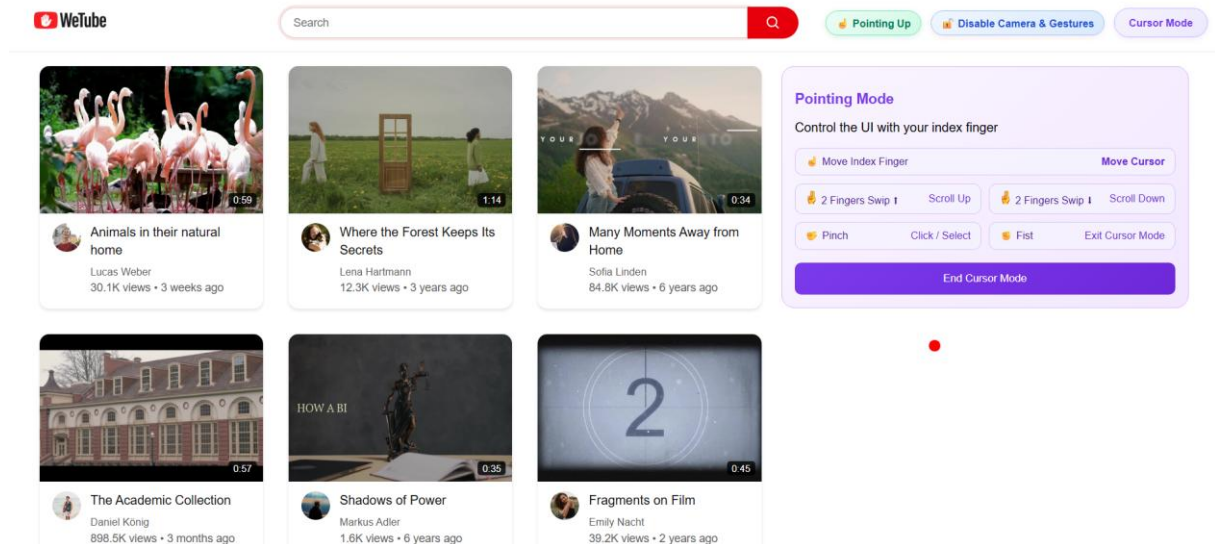 WeTube
Search
Pointing Up
Disable Camera & Gestures
Cursor Mode
0:59
Animals in their natural
home
Lucas Weber
30.1K views • 3 weeks ago
1:14
Where the Forest Keeps Its
Secrets
Lena Hartmann
12.3K views • 3 years ago
YOUR
YOUR
0:34
Many Moments Away from
Home
Sofia Linden
84.8K views • 6 years ago
Pointing Mode
Control the UI with your index finger
Move Index Finger Move Cursor
2 Fingers Swip ⬆ Scroll Up
2 Fingers Swip ⬇ Scroll Down
Pinch Click / Select
Fist Exit Cursor Mode
End Cursor Mode
0:57
The Academic Collection
Daniel König
898.5K views • 3 months ago
HOW A BI
0:35
Shadows of Power
Markus Adler
1.6K views • 6 years ago
2
0:45
Fragments on Film
Emily Nacht
39.2K views • 2 years ago